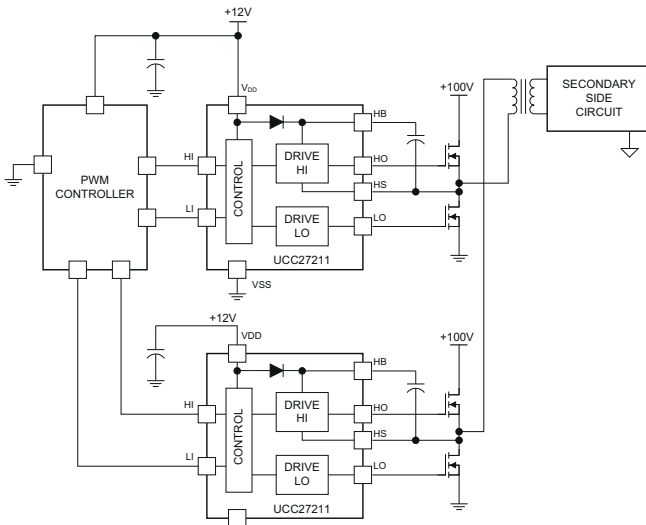 +12V
VDD
+100V
SECONDARY
SIDE
CIRCUIT
HB
HI
DRIVE
HI
HO
PWM
CONTROLLER
CONTROL
HS
LI
DRIVE
LO
LO
UCC27211
VSS
+12V
VDD
+100V
HB
HI
DRIVE
HI
HO
CONTROL
HS
LI
DRIVE
LO
LO
UCC27211